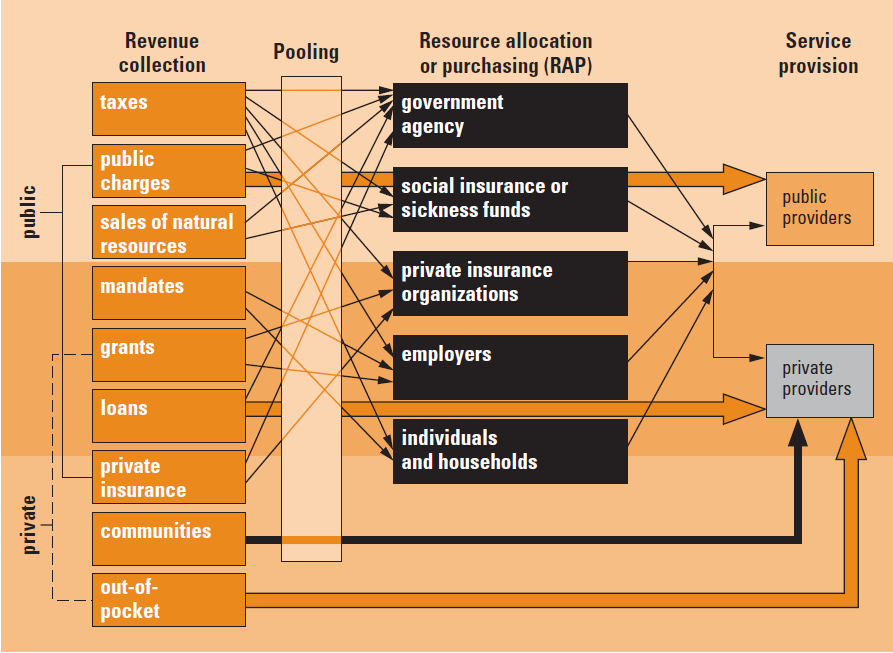 Revenue
collection
Pooling
Resource allocation
or purchasing (RAP)
Service
provision
public
private
taxes
public
charges
sales of natural
resources
mandates
grants
loans
private
insurance
communities
out-of-
pocket
government
agency
social insurance or
sickness funds
private insurance
organizations
employers
individuals
and households
public
providers
private
providers